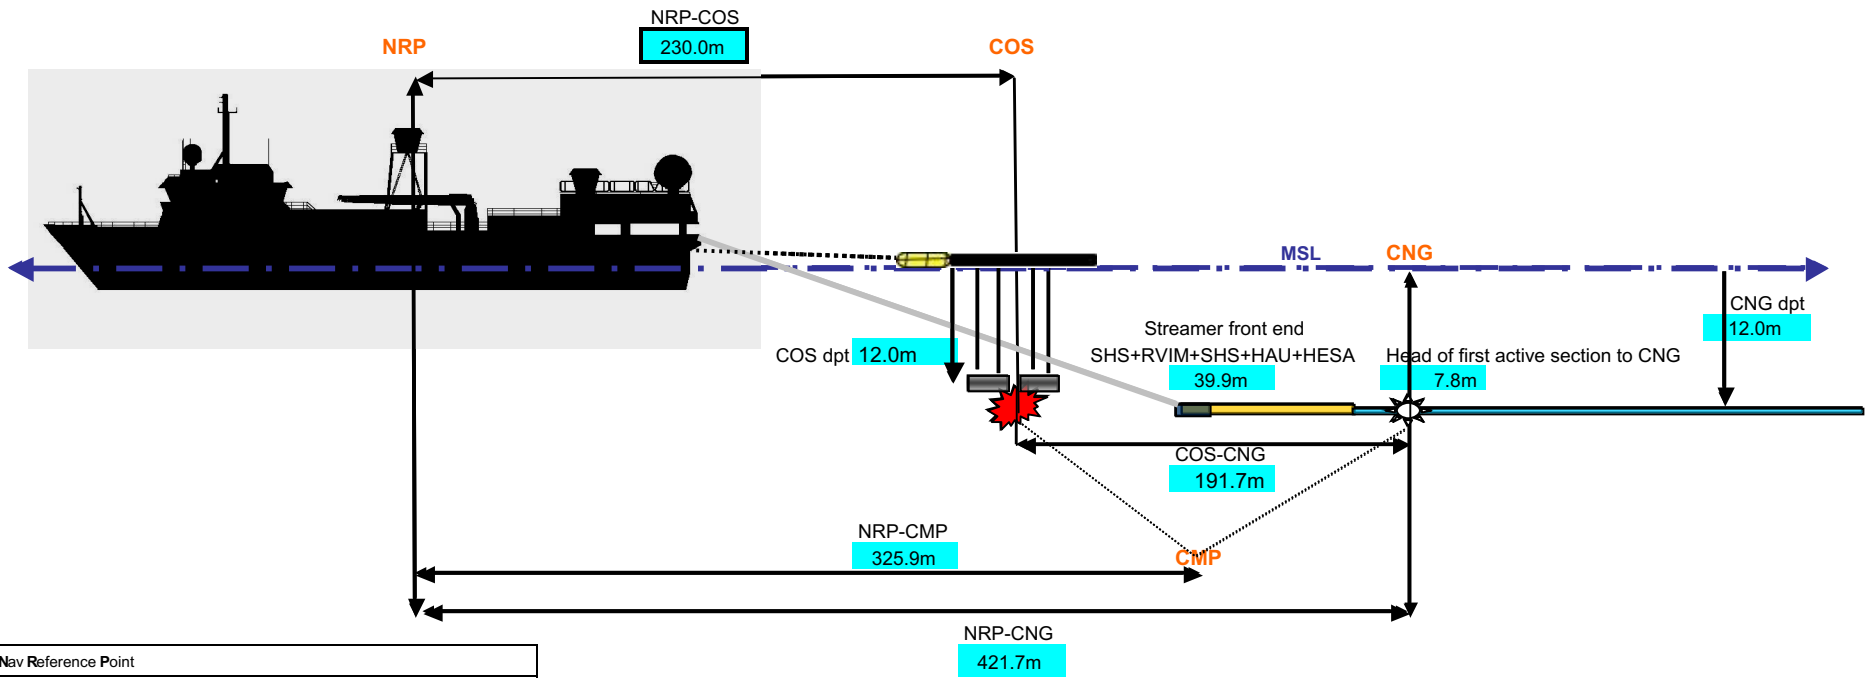 NRP-COS
NRP
230.0m
COS
MSL
CNG
CNG dpt
12.0m
Streamer front end
COS dpt 12.0m
SHS+RVIM+SHS+HAU+HESA
Head of first active section to CNG
39.9m
7.8m
COS-CNG
191.7m
NRP-CMP
325.9m
CMP
NRP-CNG
421.7m
Nav Reference Point